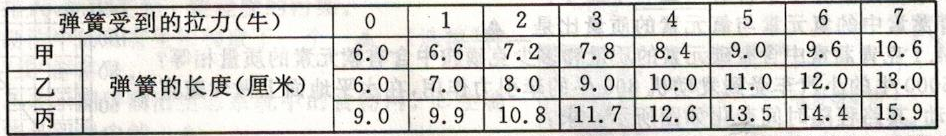 弹簧受到的拉力(牛) 0 1 2 3 4 5 6 7
甲 6.0 6.6 7.2 7.8 8.4 9.0 9.6 10.6
乙 弹簧的长度(厘米) 6.0 7.0 8.0 9.0 10.0 11.0 12.0 13.0
丙 9.0 9.9 10.8 11.7 12.6 13.5 14.4 15.9